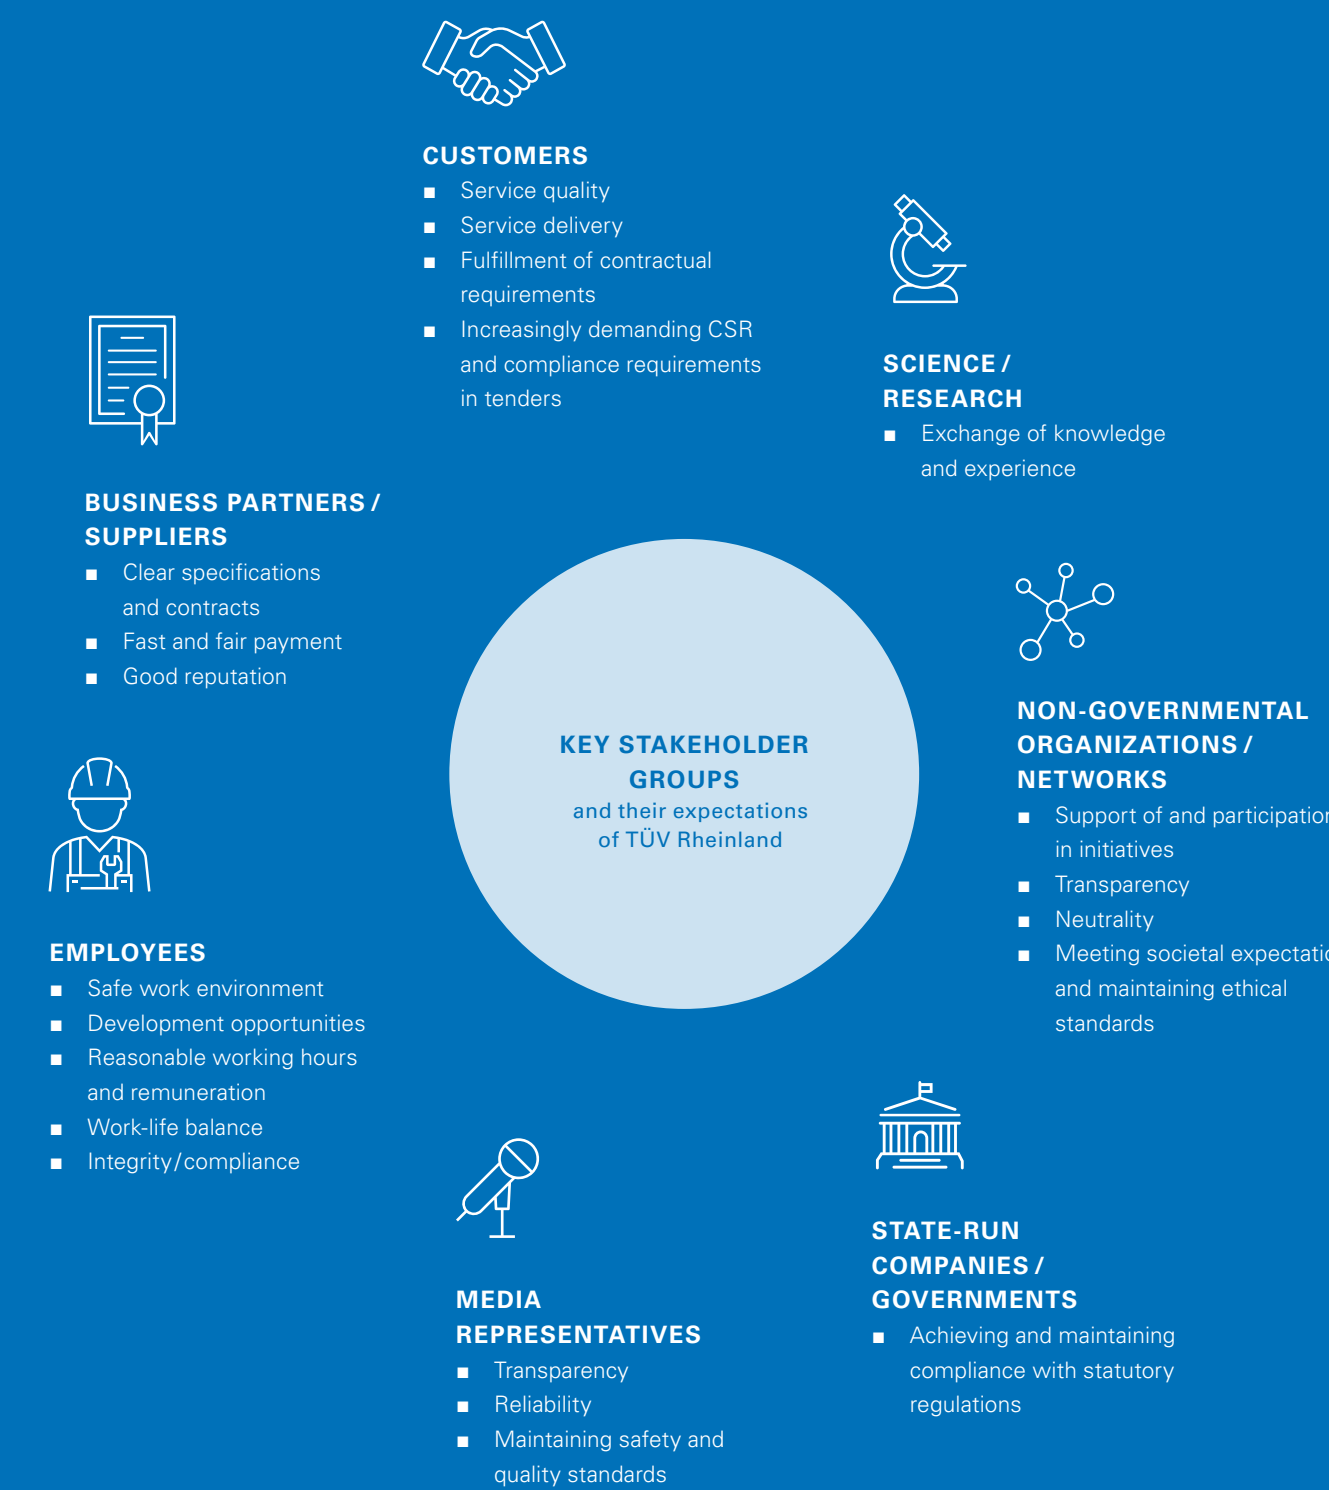 CUSTOMERS
■ Service quality
■ Service delivery
■ Fulfillment of contractual
requirements
■ Increasingly demanding CSR
and compliance requirements
in tenders
SCIENCE /
RESEARCH
■ Exchange of knowledge
and experience
BUSINESS PARTNERS /
SUPPLIERS
■ Clear specifications
and contracts
■ Fast and fair payment
■ Good reputation
KEY STAKEHOLDER
GROUPS
and their expectations
of TÜV Rheinland
NON-GOVERNMENTAL
ORGANIZATIONS /
NETWORKS
■ Support of and participation
in initiatives
■ Transparency
■ Neutrality
■ Meeting societal
and maintaining ethical
standards
EMPLOYEES
■ Safe work environment
■ Development opportunities
■ Reasonable working hours
and remuneration
■ Work-life balance
■ Integrity/compliance
MEDIA
REPRESENTATIVES
■ Transparency
■ Reliability
■ Maintaining safety and
quality standards
STATE-RUN
COMPANIES /
GOVERNMENTS
■ Achieving and maintaining
compliance with statutory
regulations